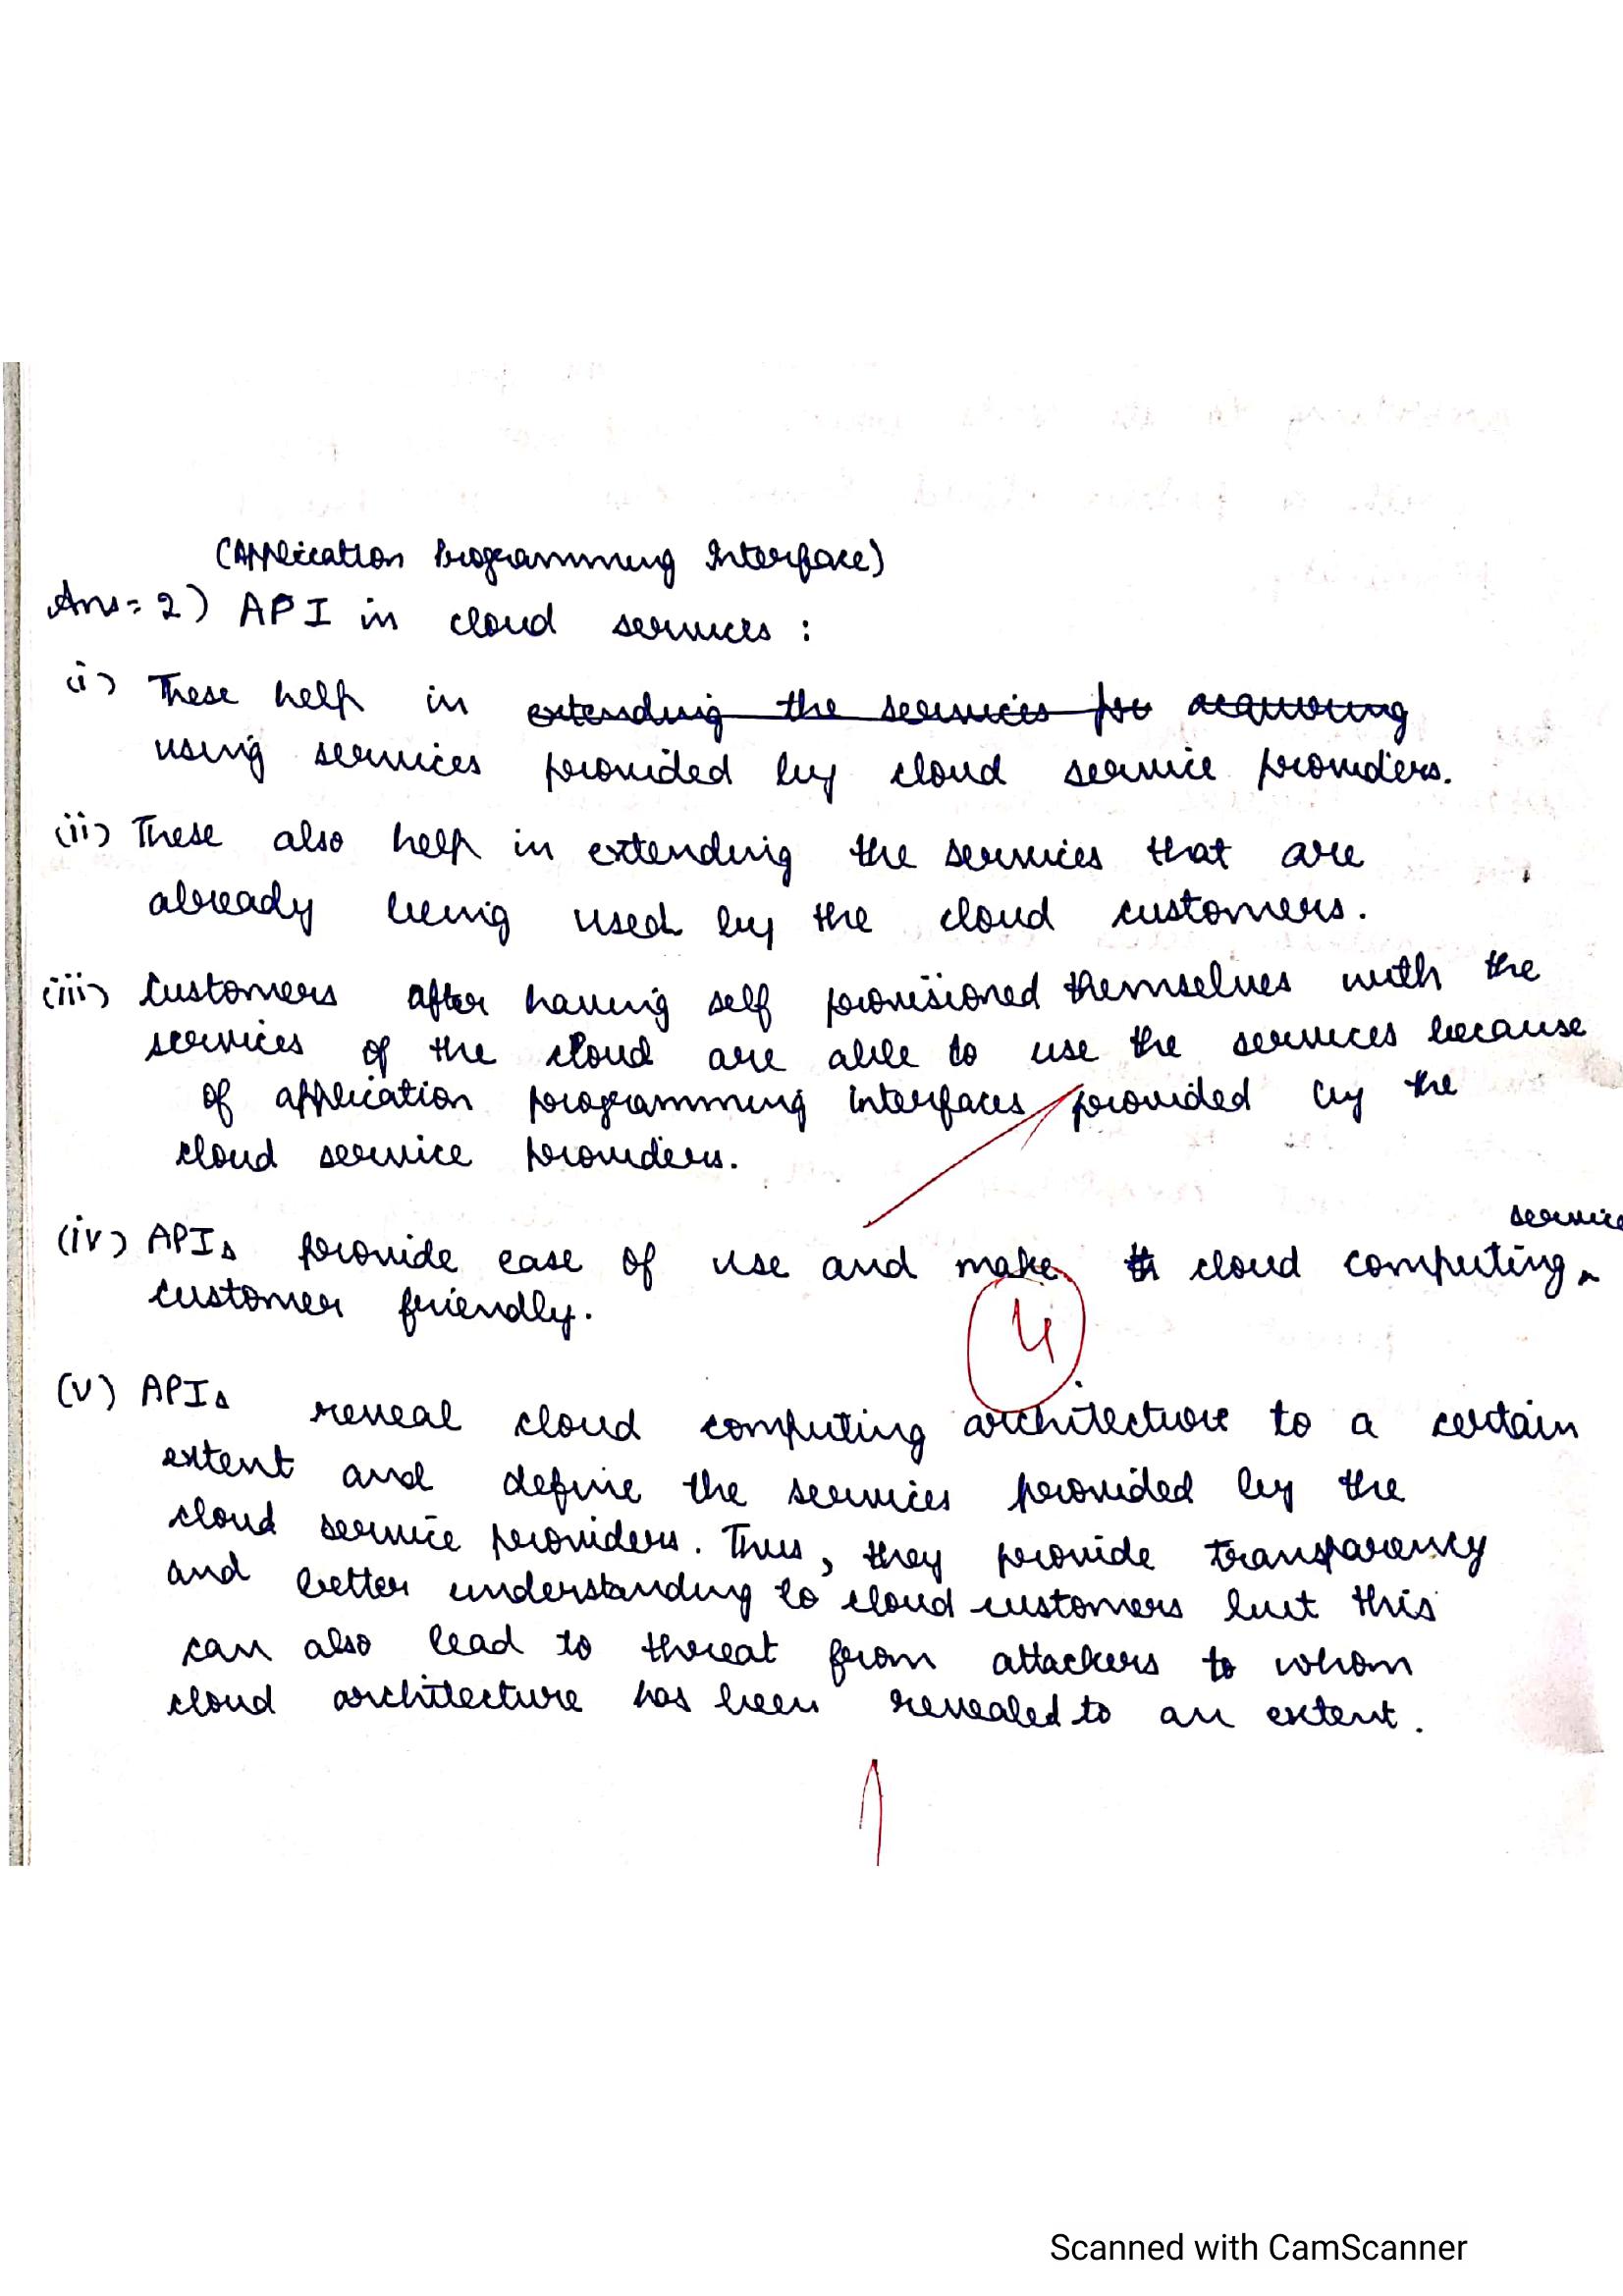 (Application Programming Interface)
Ans=2) API in cloud services :
(i) These help in extending the services for acquiring
using services provided by cloud service providers.
(ii) These also help in extending the services that are
already being used by the cloud customers.
(iii) Customers after having self provisioned themselves with the
services of the cloud are able to use the services because
of application programming interfaces provided by the
cloud service providers.
service
(iv) APIs provide ease of use and make th cloud computing ^
customer friendly.
4
(v) APIs reveal cloud computing architecture to a certain
extent and define the services provided by the
cloud service providers. Thus, they provide transparency
and better understanding to cloud customers but this
can also lead to threat from attackers to whom
cloud architecture has been revealed to an extent.
Scanned with CamScanner